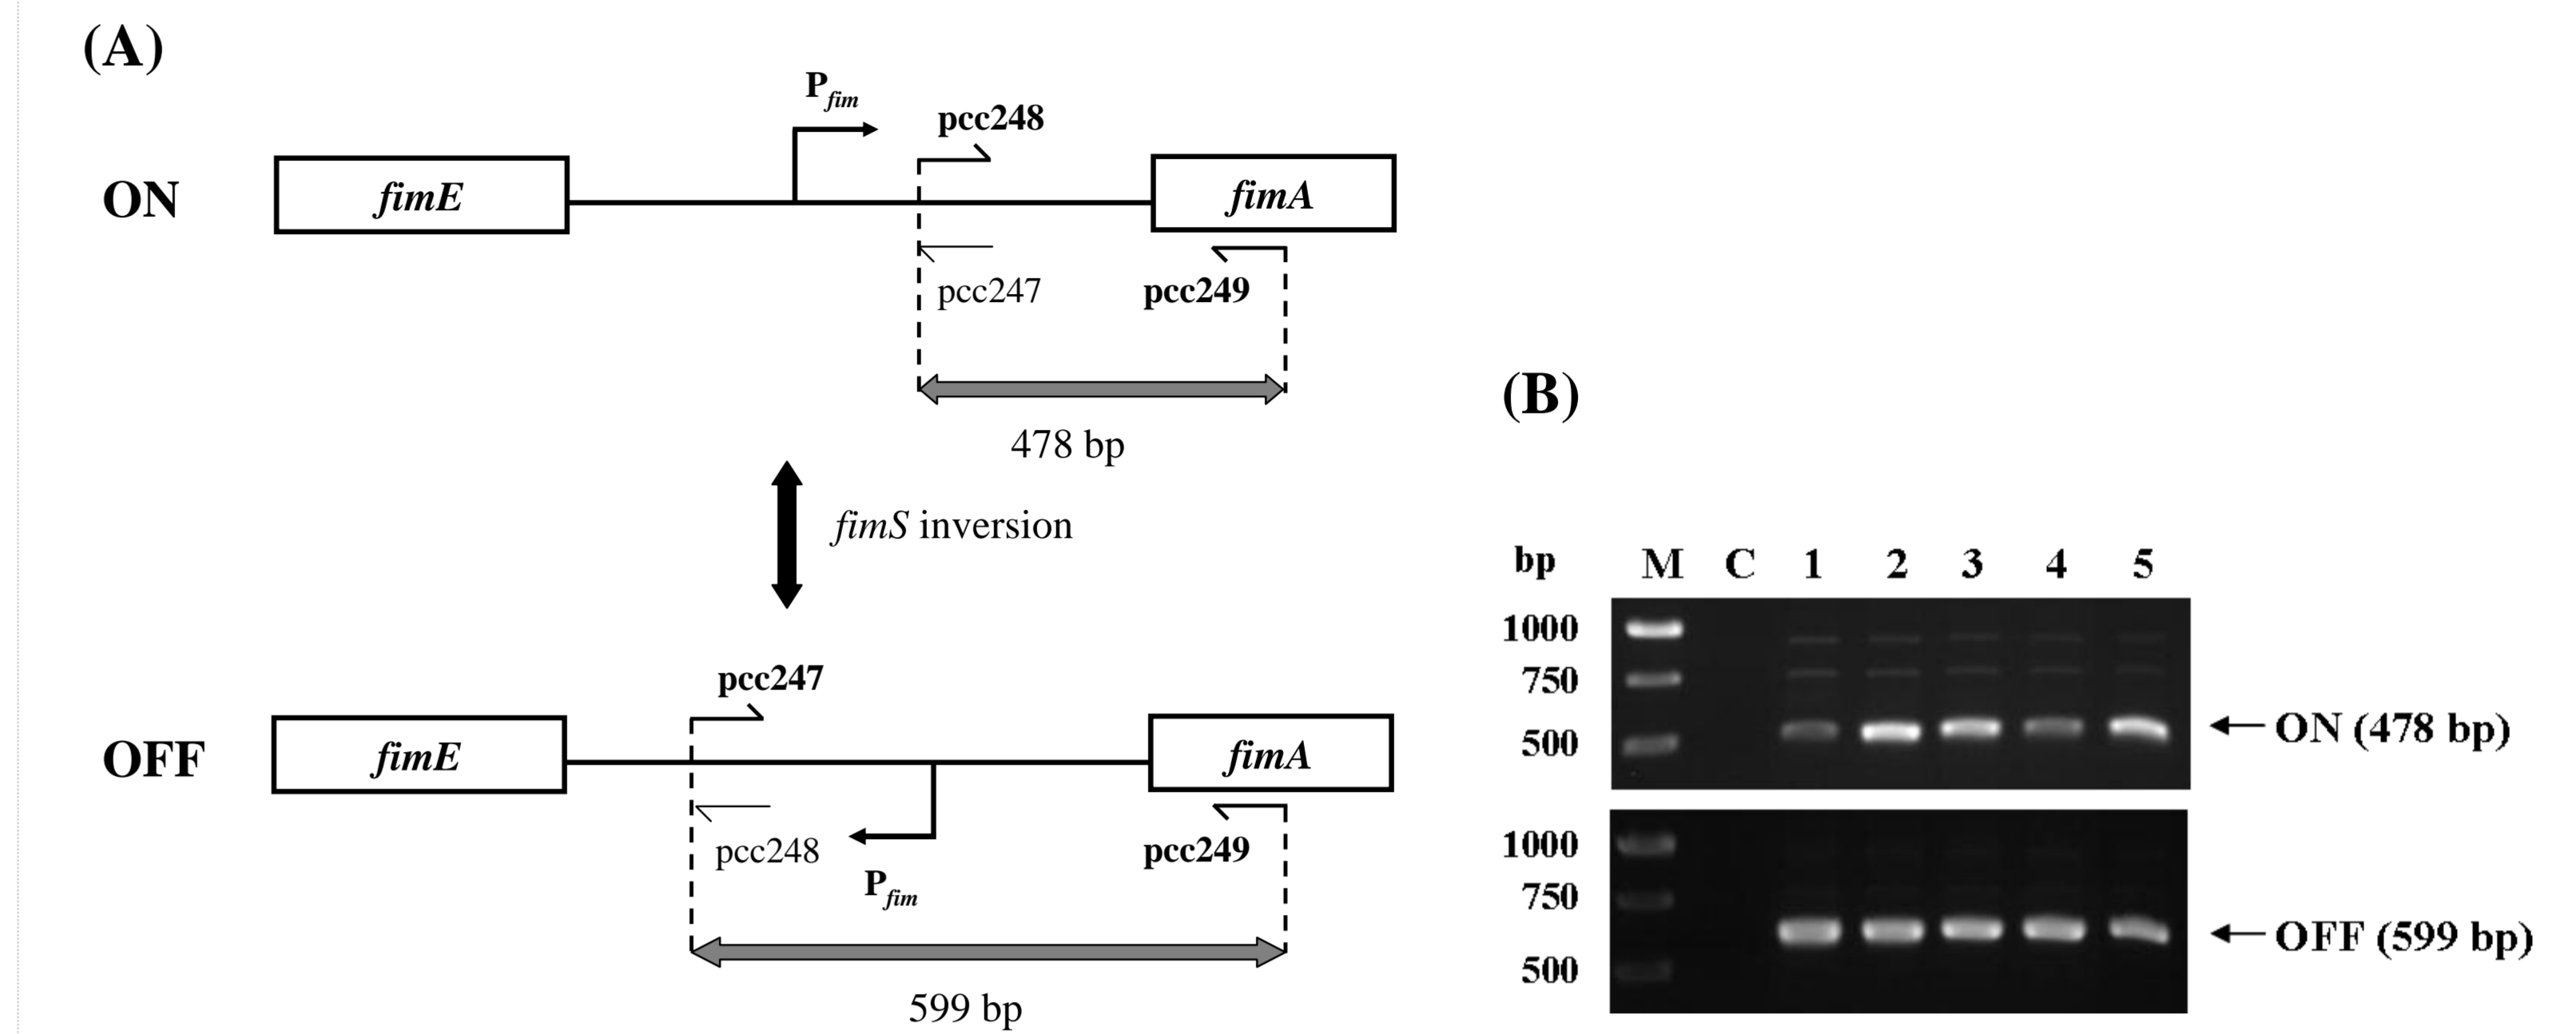 (A)
P fim
pcc248
ON
fimE
fimA
pcc247
pcc249
478 bp
fimS inversion
pcc247
OFF
fimE
fimA
pcc248
pcc249
P fim
599 bp
(B)
bp M C 1 2 3 4 5
1000
750
500
ON (478 bp)
1000
750
500
OFF (599 bp)